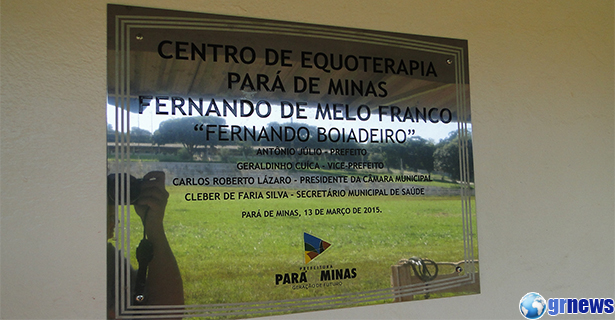 CENTRO DE EQUOTERAPIA
PARÁ DE MINAS
FERNANDO DE MELO FRANCO
“FERNANDO BOIADEIRO”
ANTÔNIO JÚLIO - PREFEITO
GERALDINHO CUÍCA - VICE-PREFEITO
CARLOS ROBERTO LÁZARO - PRESIDENTE DA CÂMARA MUNICIPAL
CLEBER DE FARIA SILVA - SECRETÁRIO MUNICIPAL DE SAÚDE
PARÁ DE MINAS, 13 DE MARÇO DE 2015.
PREFEITURA
PARÁ DE MINAS
GERAÇÃO DE FUTURO
grnews